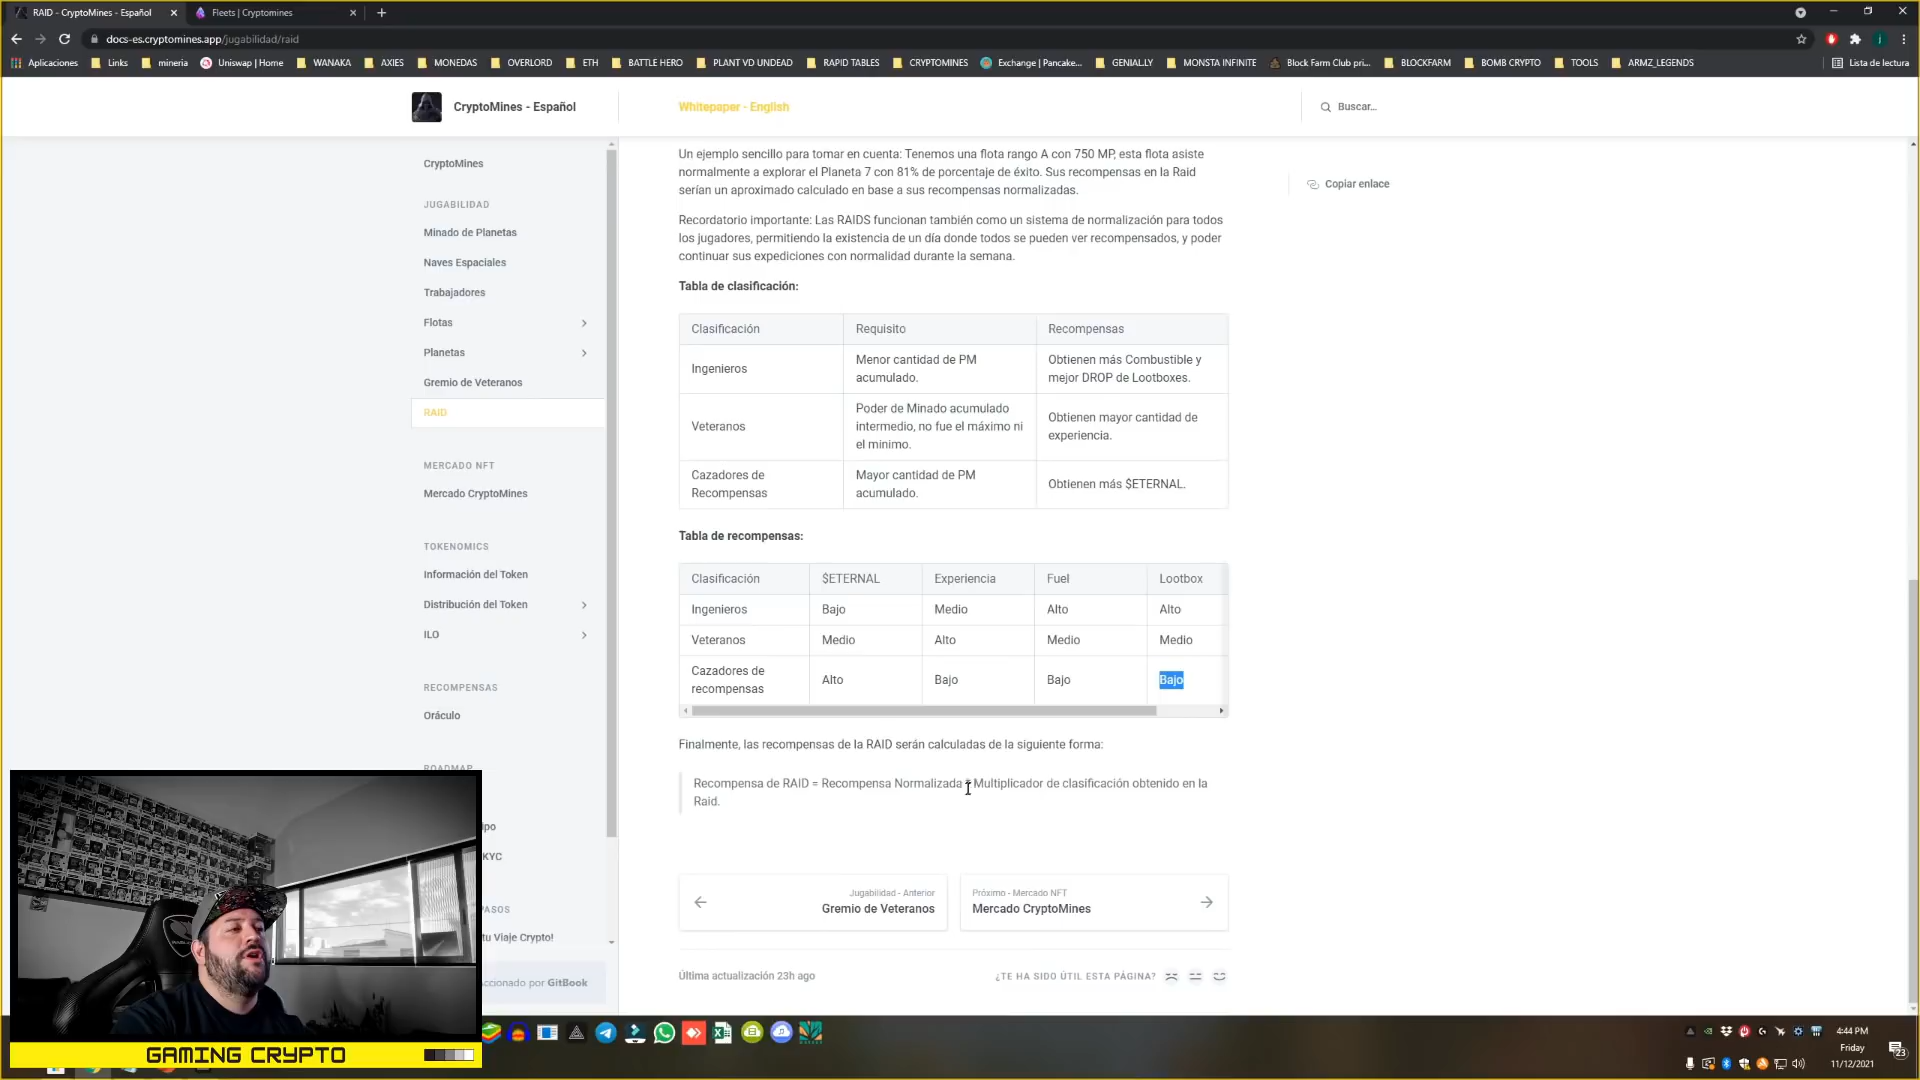 RAID - CryptoMines - Español
Fleets | Cryptomines
docs-es.cryptomines.app/jugabilidad/raid
Aplicaciones
Links
mineria
Uniswap | Home
WANAKA
AXIES
MONEDAS
OVERLORD
ETH
BATTLE HERO
PLANT VD UNDEAD
RAPID TABLES
CRYPTOMINES
Exchange | Pancake...
GENIALLY
MONSTA INFINITE
Block Farm Club pri...
BLOCKFARM
BOMB CRYPTO
TOOLS
ARMZ_LEGENDS
Lista de lectura
CryptoMines - Español
Whitepaper - English
Buscar...
CryptoMines
JUGABILIDAD
Minado de Planetas
Naves Espaciales
Trabajadores
Flotas
Planetas
Gremio de Veteranos
RAID
MERCADO NFT
Mercado CryptoMines
TOKENOMICS
Información del Token
Distribución del Token
ILO
RECOMPENSAS
Oráculo
ROADMAP
ipo
KYC
PASOS
tu Viaje Crypto!
ccionado por GitBook
Un ejemplo sencillo para tomar en cuenta: Tenemos una flota rango A con 750 MP, esta flota asiste
normalmente a explorar el Planeta 7 con 81% de porcentaje de éxito. Sus recompensas en la Raid
serían un aproximado calculado en base a sus recompensas normalizadas.
Recordatorio importante: Las RAIDS funcionan también como un sistema de normalización para todos
los jugadores, permitiendo la existencia de un día donde todos se pueden ver recompensados, y poder
continuar sus expediciones con normalidad durante la semana.
Tabla de clasificación:
Clasificación Requisito Recompensas
Ingenieros
Menor cantidad de PM
acumulado.
Obtienen más Combustible y
mejor DROP de Lootboxes.
Veteranos
Poder de Minado acumulado
intermedio, no fue el máximo ni
el minimo.
Obtienen mayor cantidad de
experiencia.
Cazadores de
Recompensas
Mayor cantidad de PM
acumulado.
Obtienen más $ETERNAL.
Tabla de recompensas:
Clasificación $ETERNAL Experiencia Fuel Lootbox
Ingenieros Bajo Medio Alto Alto
Veteranos Medio Alto Medio Medio
Cazadores de
recompensas
Alto Bajo Bajo Bajo
Finalmente, las recompensas de la RAID serán calculadas de la siguiente forma:
Recompensa de RAID = Recompensa Normalizada * Multiplicador de clasificación obtenido en la
Raid.
Jugabilidad - Anterior
Gremio de Veteranos
Próximo - Mercado NFT
Mercado CryptoMines
Última actualización 23h ago
¿TE HA SIDO ÚTIL ESTA PÁGINA?
Copiar enlace
GAMING CRYPTO
4:44 PM
Friday
11/12/2021
23